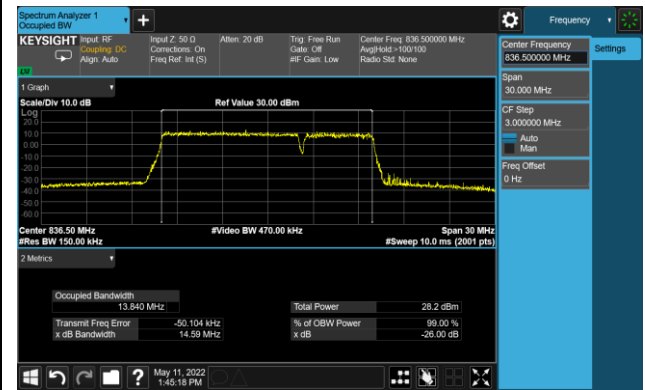 Spectrum Analyzer 1
Occupied BW
Frequency
KEYSIGHT
Input: RF
Coupling: DC
Align: Auto
Input Z: 50 Ω
Corrections: On
Freq Ref: Int (S)
Atten: 20 dB
Trig: Free Run
Gate: Off
#IF Gain: Low
Center Freq: 836.500000 MHz
Avg|Hold:>100/100
Radio Std: None
Center Frequency
836.500000 MHz
Settings
Span
30.000 MHz
CF Step
3.000000 MHz
Auto
Man
Freq Offset
0 Hz
1 Graph
Scale/Div 10.0 dB
Ref Value 30.00 dBm
Log
20.0
10.0
0.00
-10.0
-20.0
-30.0
-40.0
-50.0
-60.0
Center 836.50 MHz
#Video BW 470.00 kHz
Span 30 MHz
#Res BW 150.00 kHz
#Sweep 10.0 ms (2001 pts)
2 Metrics
Occupied Bandwidth
13.840 MHz
Total Power 28.2 dBm
Transmit Freq Error -50.104 kHz
% of OBW Power 99.00 %
x dB Bandwidth 14.59 MHz
x dB -26.00 dB
?
May 11, 2022
1:45:18 PM